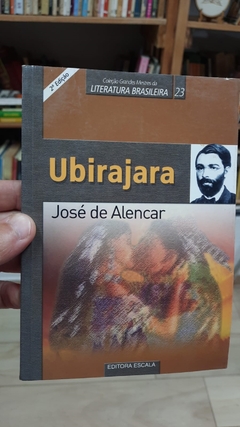 2ª Edição
Coleção Grandes Mestres da
LITERATURA BRASILEIRA 23
Ubirajara
José de Alencar
EDITORA ESCALA